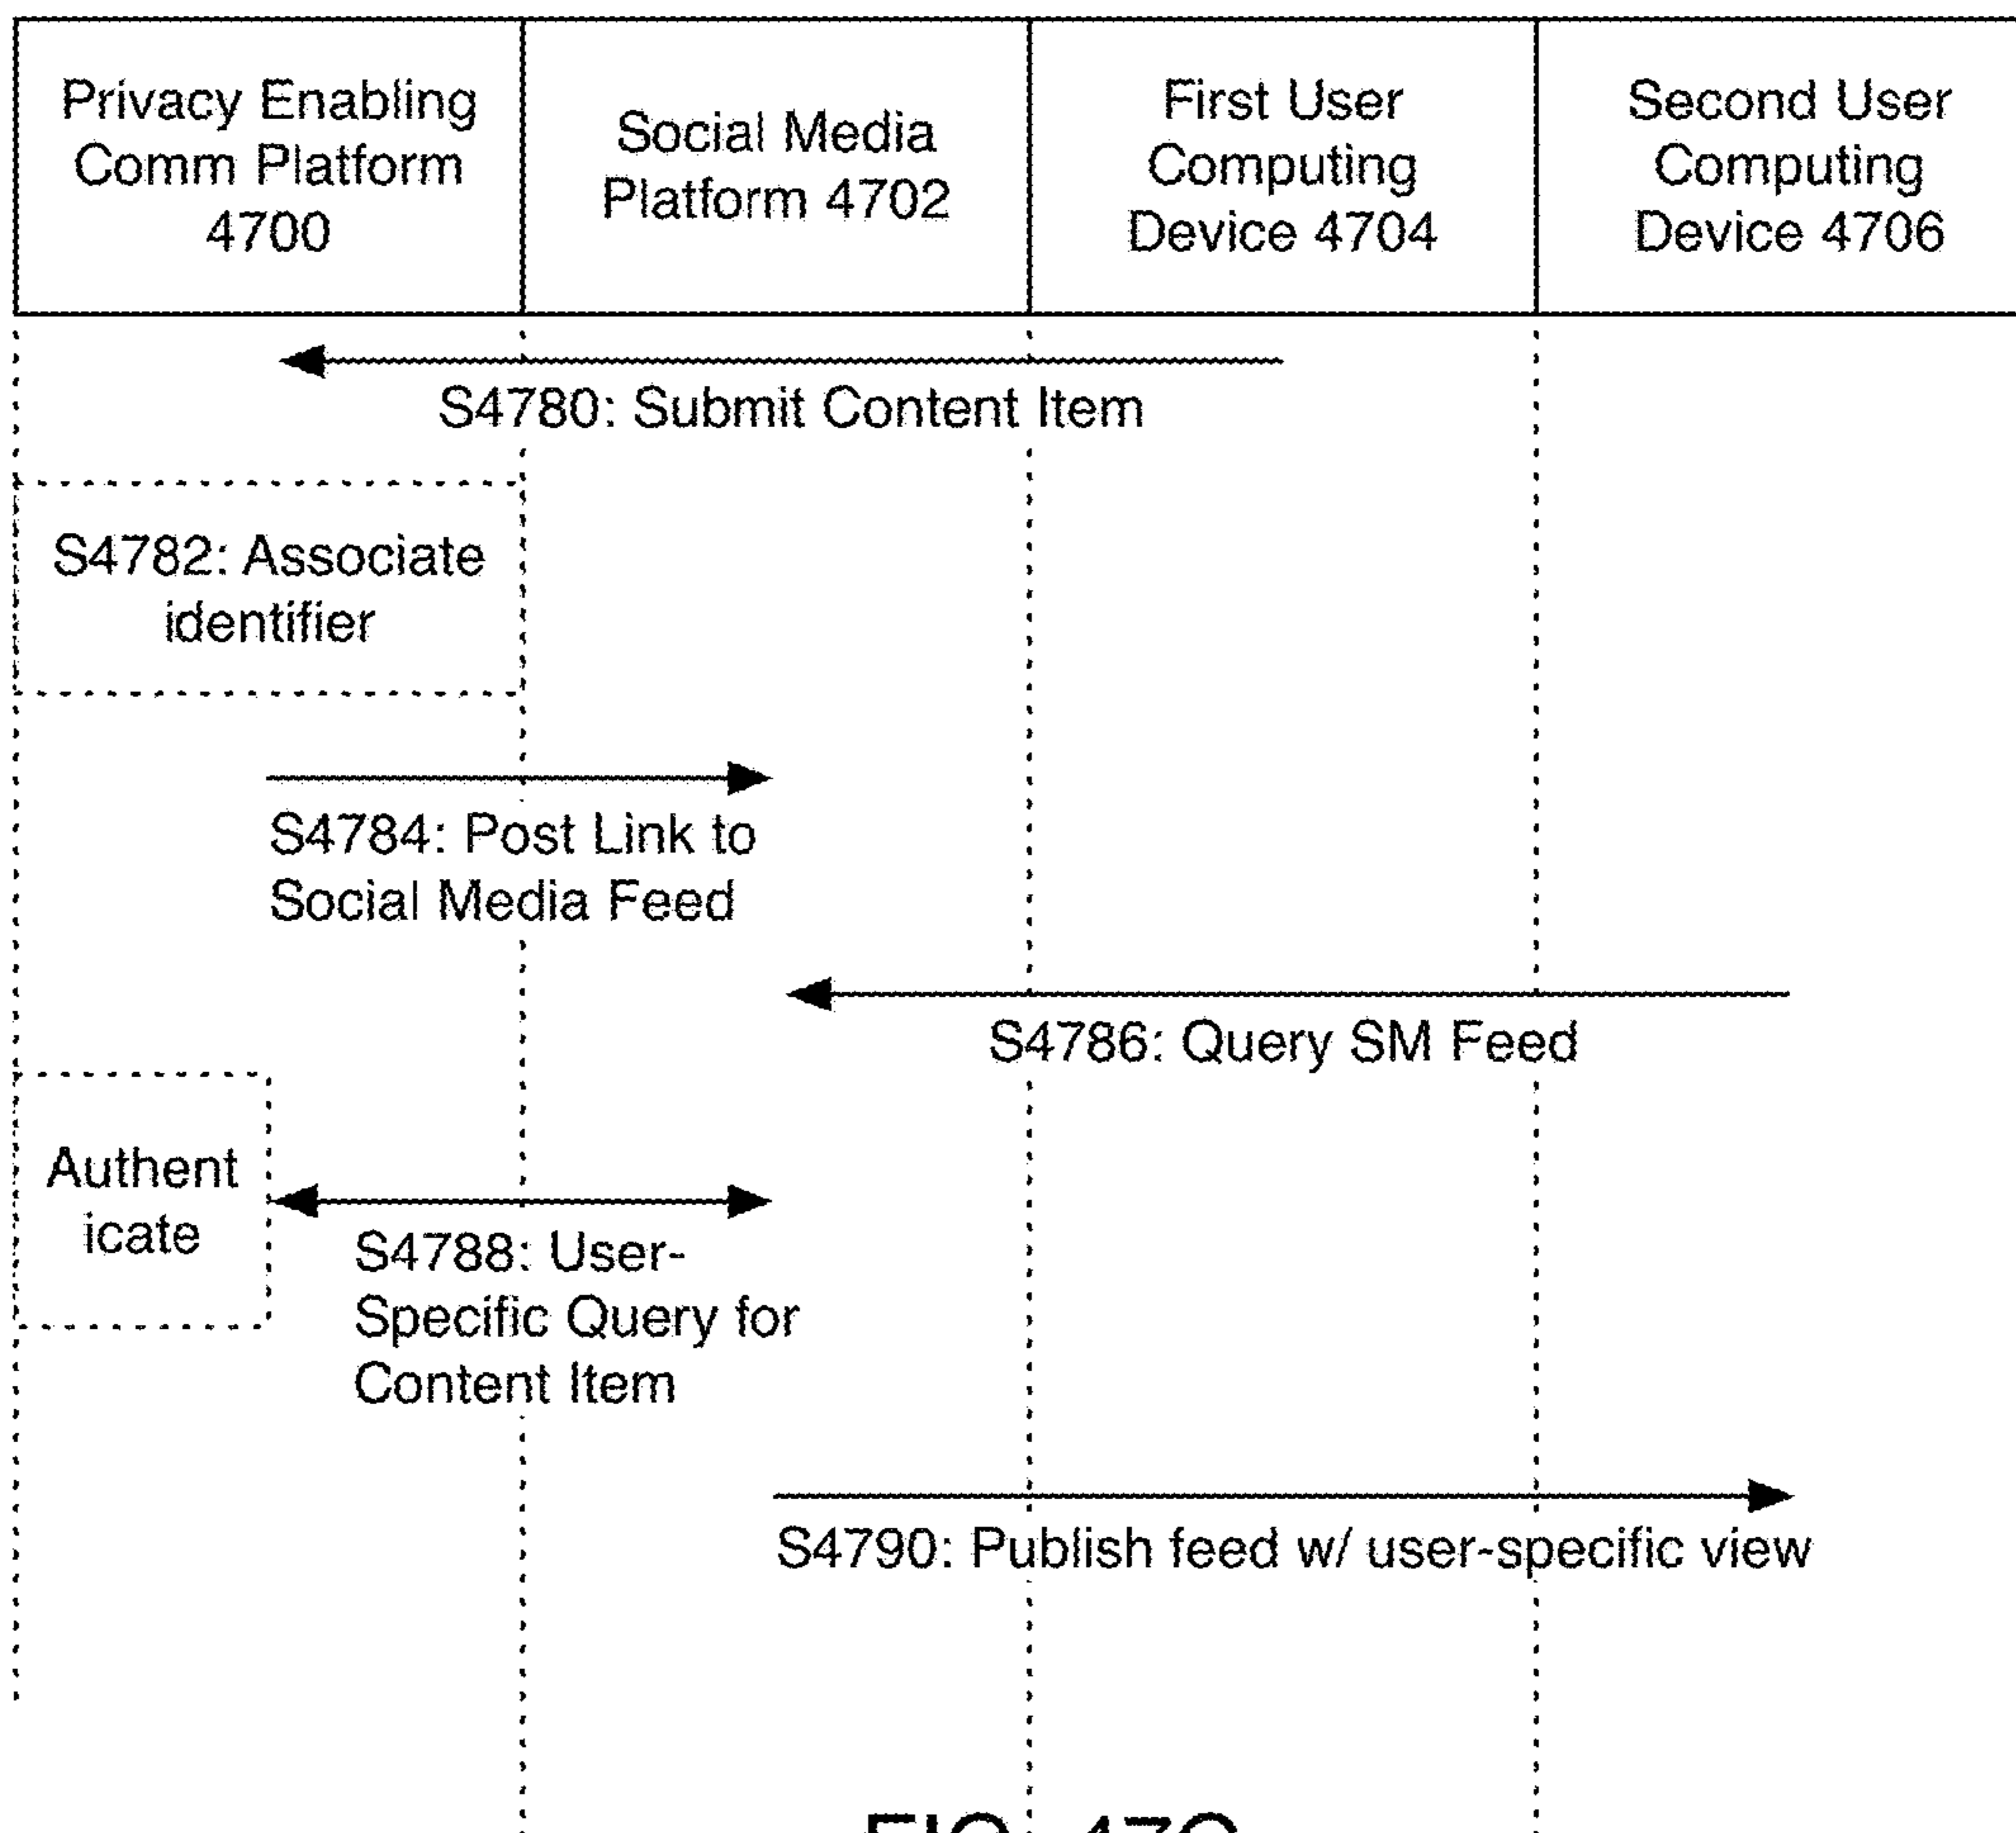 Privacy Enabling
Comm Platform
4700
Social Media
Platform 4702
First User
Computing
Device 4704
Second User
Computing
Device 4706
S4780: Submit Content Item
S4782: Associate
identifier
S4784: Post Link to
Social Media Feed
S4786: Query SM Feed
Authent
icate
S4788: User-
Specific Query for
Content Item
S4790: Publish feed w/ user-specific view